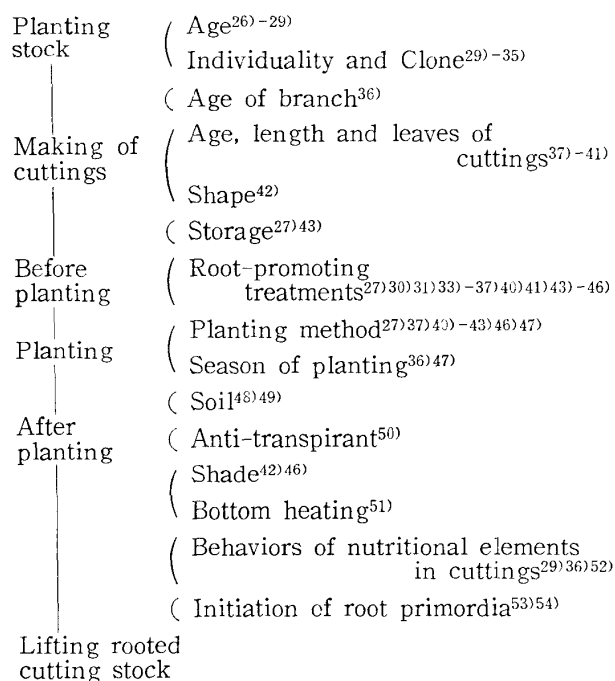 Planting stock
( Age26)-29)
Individuality and Clone29)-35)
( Age of branch36)
Making of cuttings
( Age, length and leaves of
cuttings37)-41)
Shape42)
( Storage27)43)
Before planting
( Root-promoting
treatments27)30)31)33)-37)40)41)43)-46)
Planting
( Planting method27)37)40)-43)46)47)
Season of planting36)47)
( Soil48)49)
After planting
( Anti-transpirant50)
( Shade42)46)
Bottom heating51)
( Behaviors of nutritional elements
in cuttings29)36)52)
( Initiation of root primordia53)54)
Lifting rooted
cutting stock